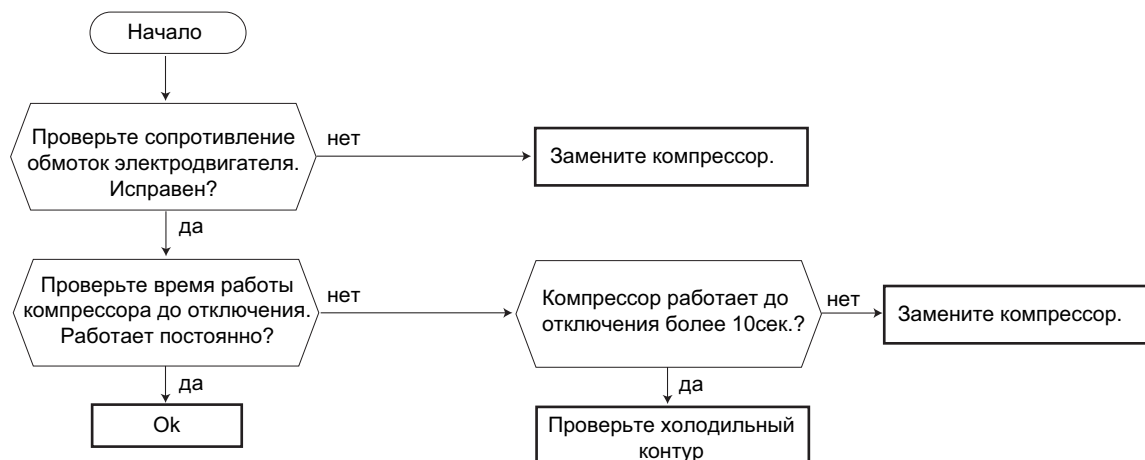 Начало
Проверьте сопротивление
обмоток электродвигателя.
Исправен?
нет
Замените компрессор.
да
Проверьте время работы
компрессора до отключения.
Работает постоянно?
нет
Компрессор работает до
отключения более 10сек.?
нет
Замените компрессор.
да
Ok
да
Проверьте холодильный
контур